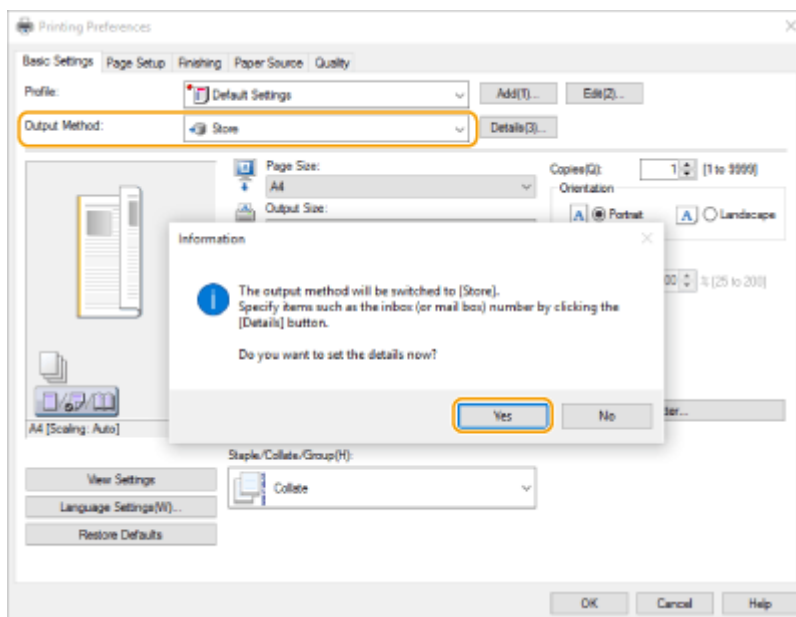 Printing Preferences
Basic Settings Page Setup Finishing Paper Source Quality
Profile: Default Settings Add(1)... Edit(2)...
Output Method: Store Details(3)...
Page Size:
A4
Output Size:
Copies(Q): 1 [1 to 9999]
Orientation
A Portrait A Landscape
Information
The output method will be switched to [Store].
Specify items such as the inbox (or mail box) number by clicking the
[Details] button.
Do you want to set the details now?
Yes No
% [25 to 200]
A4 [Scaling: Auto]
Staple/Collate/Group(H):
Collate
View Settings
Language Settings(W)...
Restore Defaults
OK Cancel Help